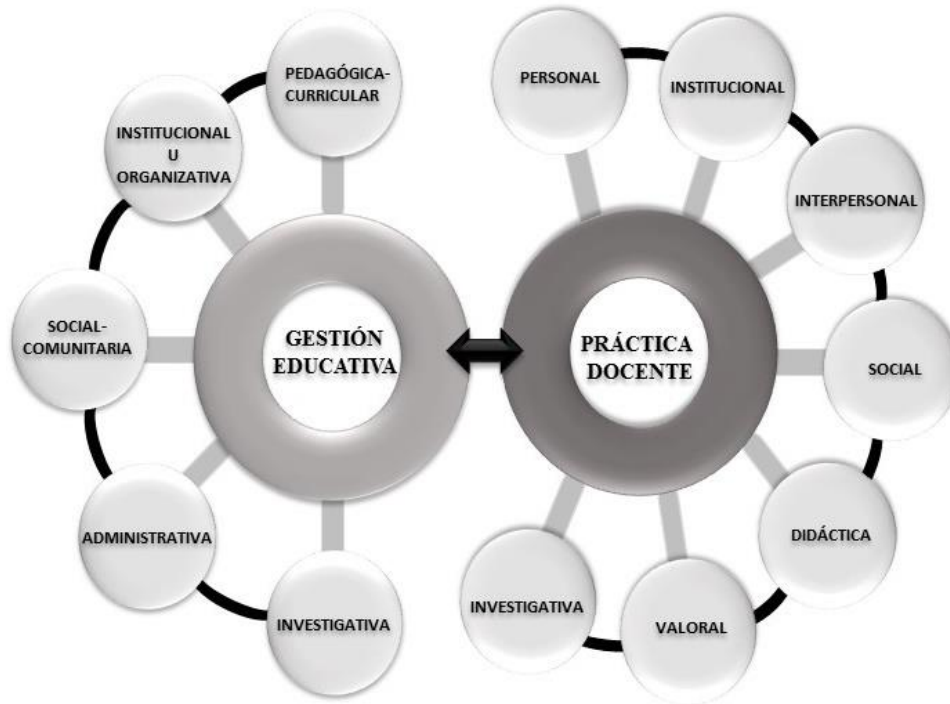 PEDAGÓGICA-
CURRICULAR
INSTITUCIONAL
U
ORGANIZATIVA
SOCIAL-
COMUNITARIA
ADMINISTRATIVA
INVESTIGATIVA
GESTIÓN
EDUCATIVA
PRÁCTICA
DOCENTE
PERSONAL
INSTITUCIONAL
INTERPERSONAL
SOCIAL
DIDÁCTICA
VALORAL
INVESTIGATIVA